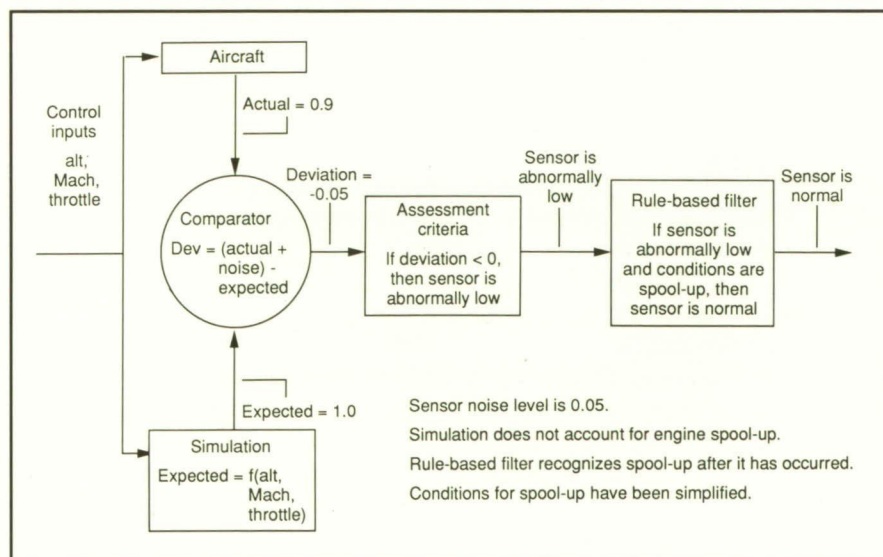 Aircraft
Control
inputs
alt,
Mach,
throttle
Actual = 0.9
Comparator
Dev = (actual +
noise) -
expected
Deviation =
-0.05
Assessment
criteria
If deviation < 0,
then sensor is
abnormally low
Sensor is
abnormally
low
Rule-based filter
If sensor is
abnormally low
and conditions are
spool-up, then
sensor is normal
Sensor is
normal
Expected = 1.0
Simulation
Expected = f(alt,
Mach,
throttle)
Sensor noise level is 0.05.
Simulation does not account for engine spool-up.
Rule-based filter recognizes spool-up after it has occurred.
Conditions for spool-up have been simplified.